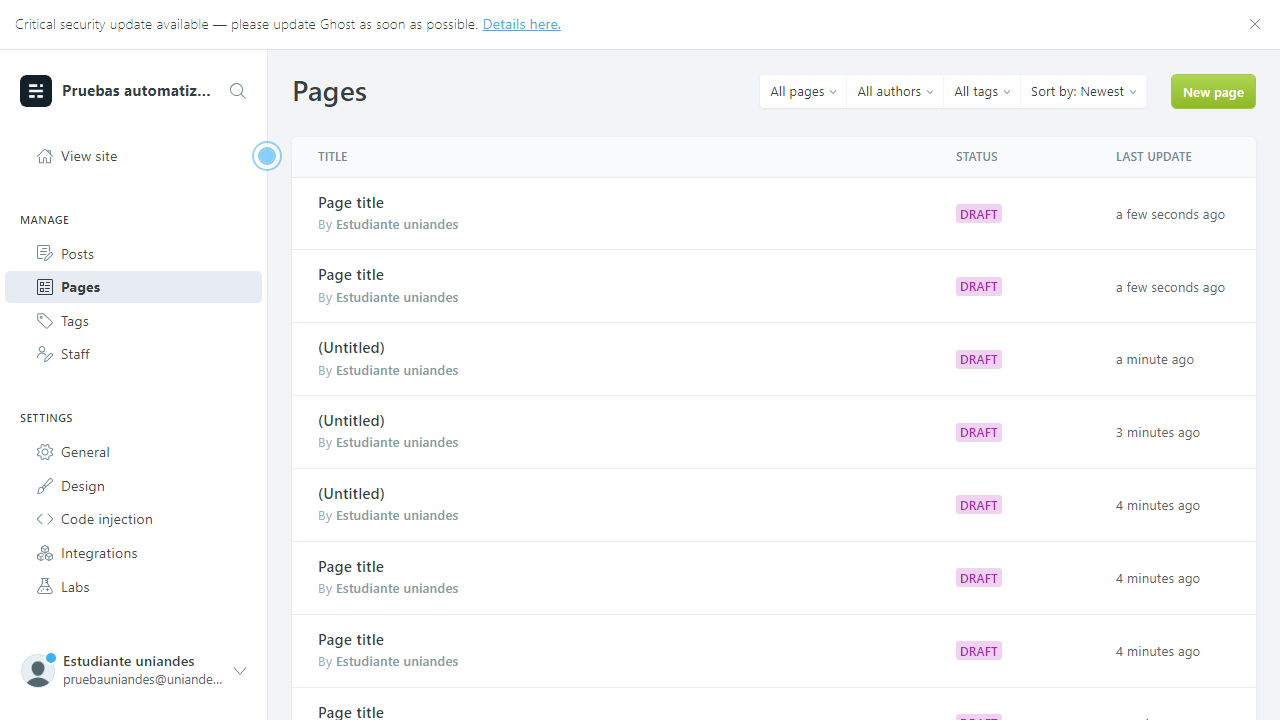 Critical security update available — please update Ghost as soon as possible. Details here.
Pruebas automatiz...
View site
MANAGE
Posts
Pages
Tags
Staff
SETTINGS
General
Design
Code injection
Integrations
Labs
Estudiante uniandes
pruebauniandes@uniande...
Pages
All pages
All authors
All tags
Sort by: Newest
New page
TITLE STATUS LAST UPDATE
Page title
By Estudiante uniandes
DRAFT
a few seconds ago
Page title
By Estudiante uniandes
DRAFT
a few seconds ago
(Untitled)
By Estudiante uniandes
DRAFT
a minute ago
(Untitled)
By Estudiante uniandes
DRAFT
3 minutes ago
(Untitled)
By Estudiante uniandes
DRAFT
4 minutes ago
Page title
By Estudiante uniandes
DRAFT
4 minutes ago
Page title
By Estudiante uniandes
DRAFT
4 minutes ago
Page title